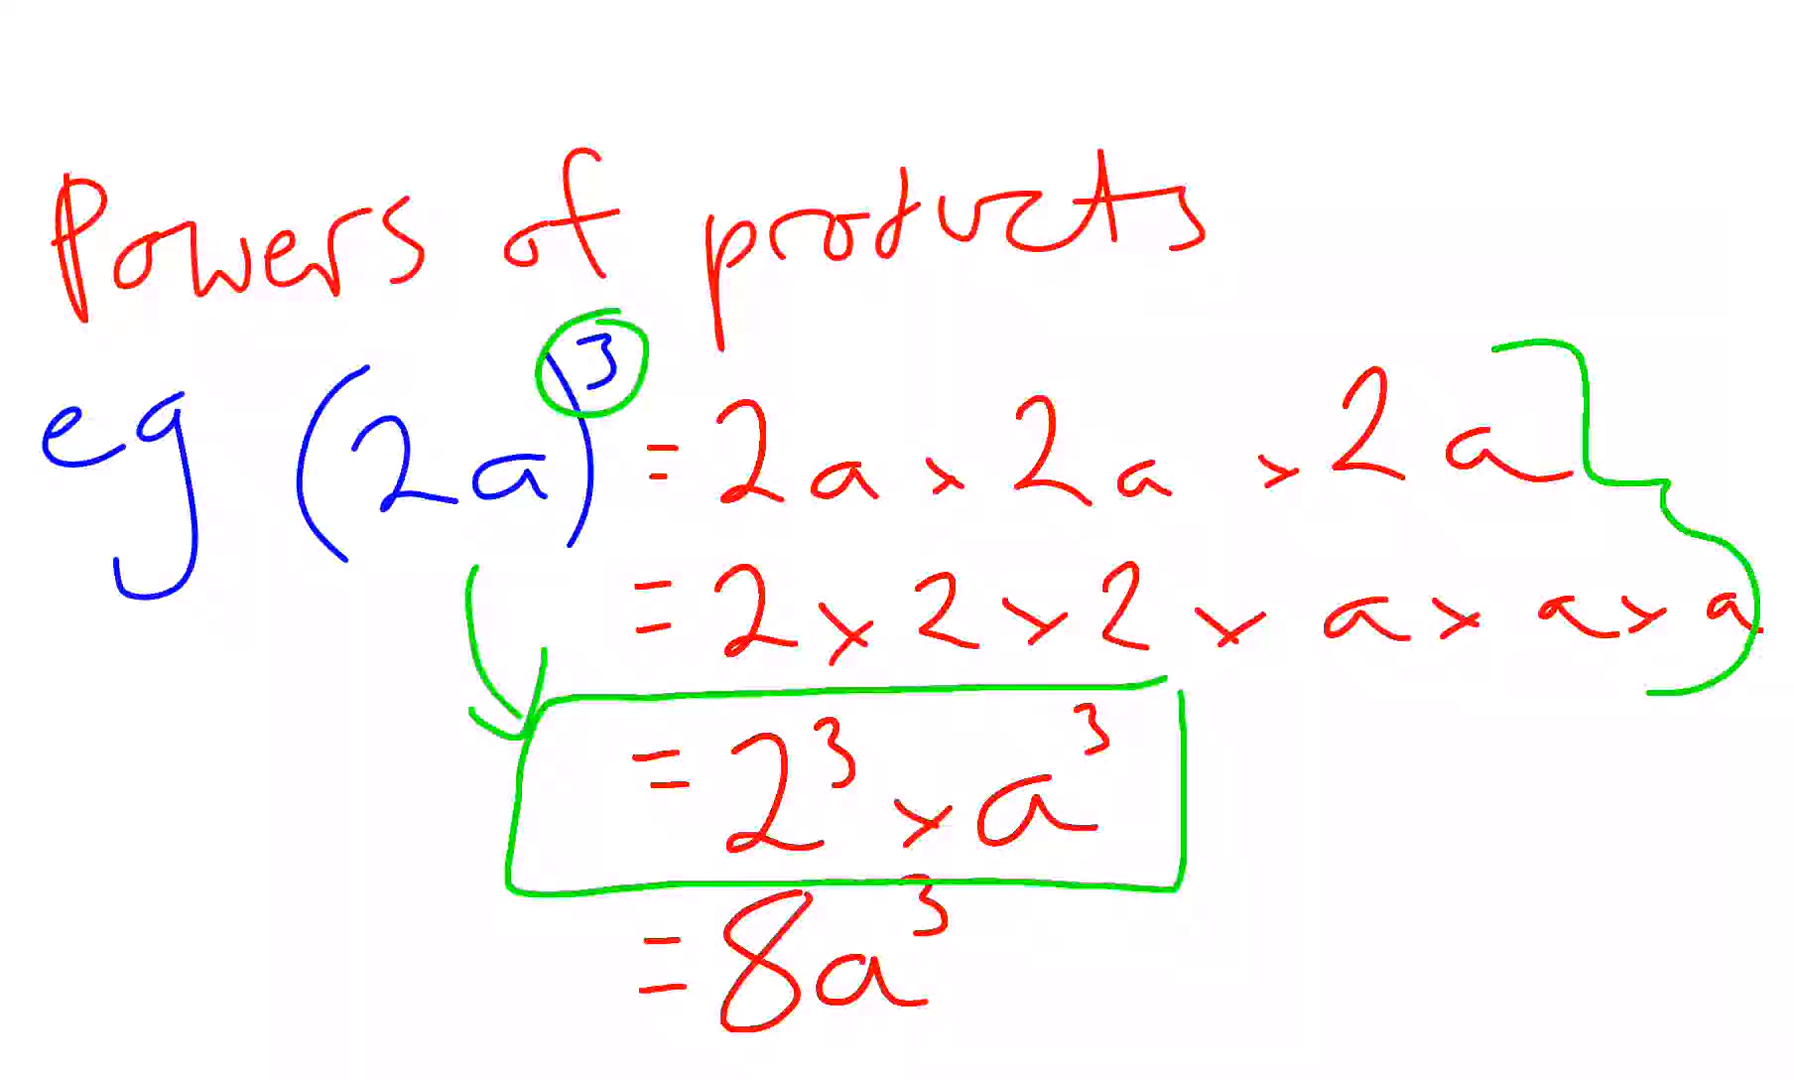 Powers of products
eg (2a)³ = 2a × 2a × 2a
= 2 × 2 × 2 × a × a × a
= 2³ × a³
= 8a³